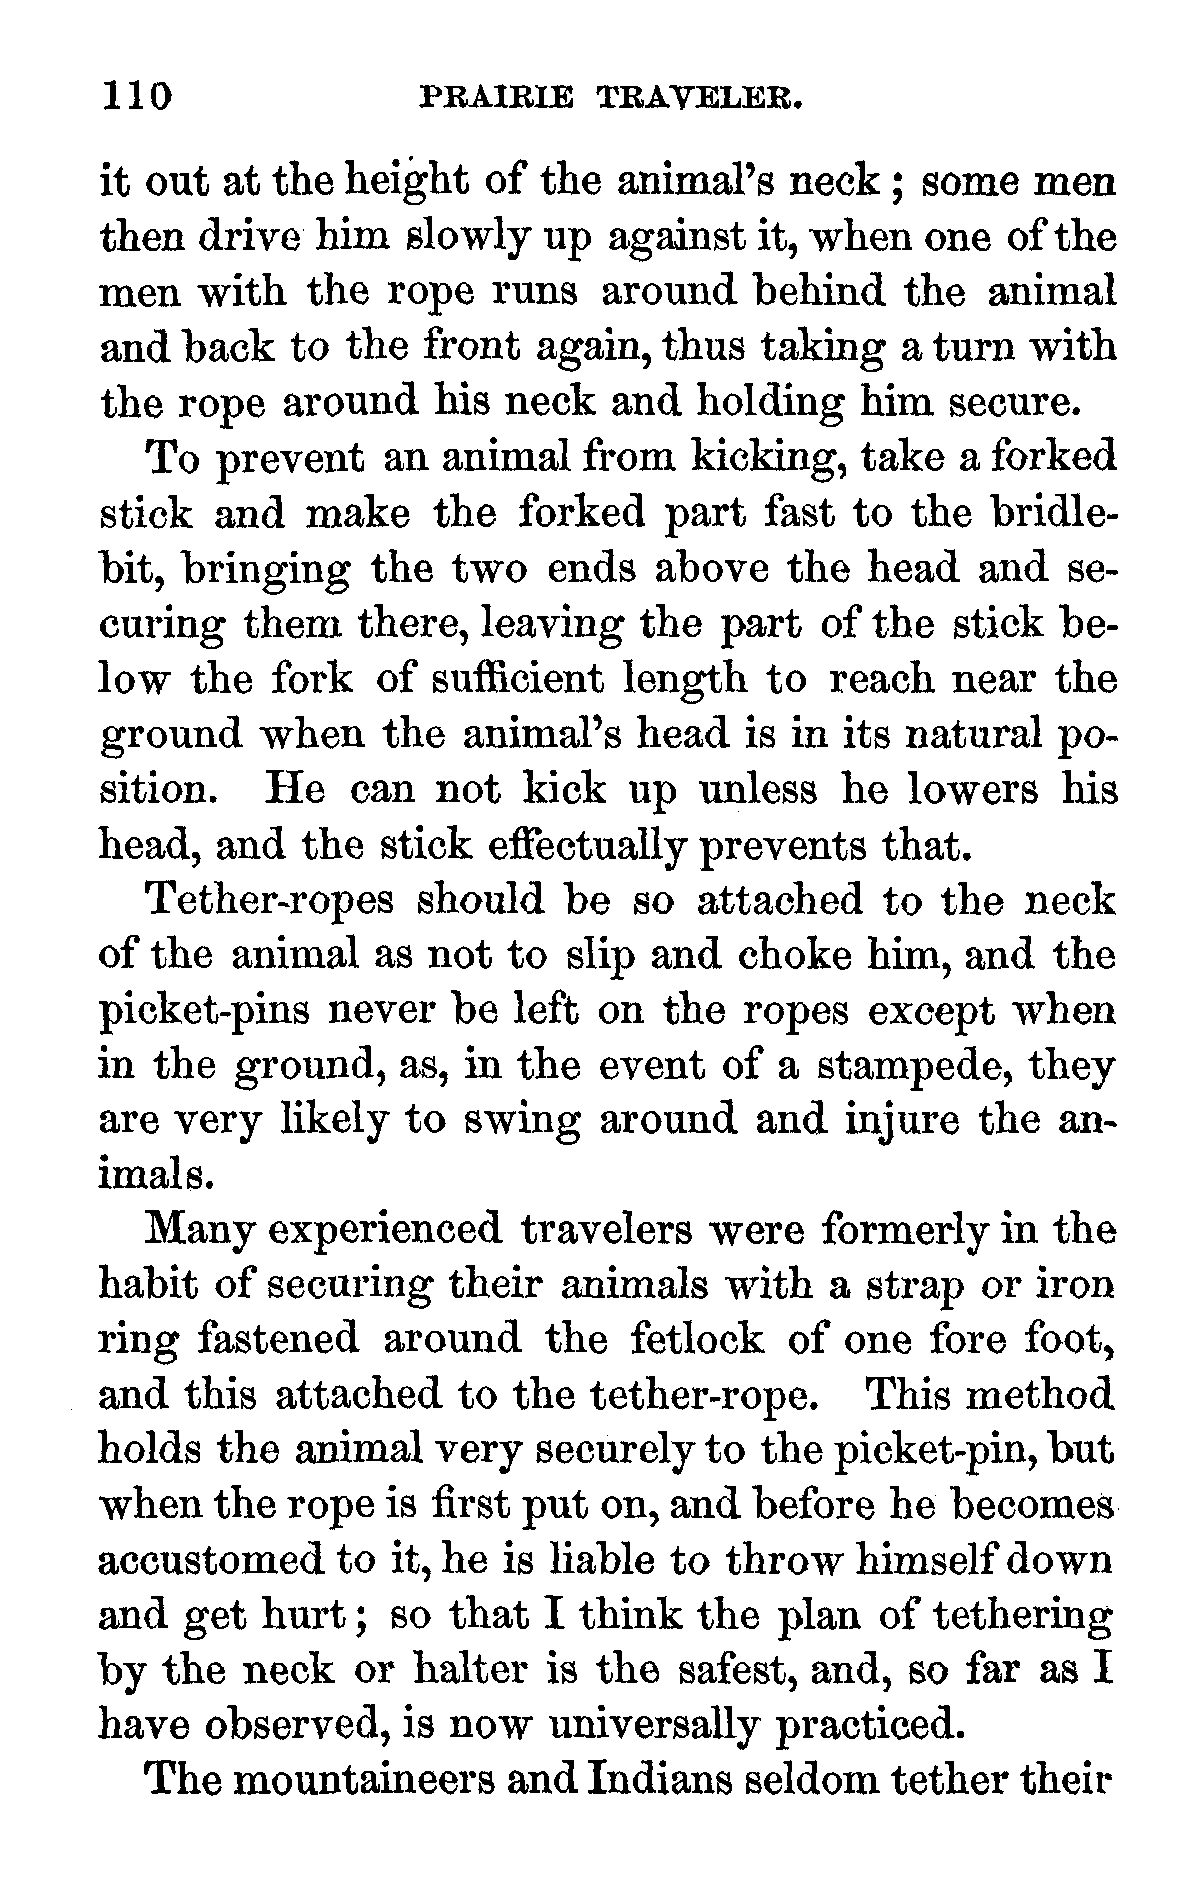 110 PRAIRIE TRAVELER.
it out at the height of the animal's neck; some men
then drive him slowly up against it, when one of the
men with the rope runs around behind the animal
and back to the front again, thus taking a turn with
the rope around his neck and holding him secure.
To prevent an animal from kicking, take a forked
stick and make the forked part fast to the bridle-
bit, bringing the two ends above the head and se-
curing them there, leaving the part of the stick be-
low the fork of sufficient length to reach near the
ground when the animal's head is in its natural po-
sition. He can not kick up unless he lowers his
head, and the stick effectually prevents that.
Tether-ropes should be so attached to the neck
of the animal as not to slip and choke him, and the
picket-pins never be left on the ropes except when
in the ground, as, in the event of a stampede, they
are very likely to swing around and injure the an-
imals.
Many experienced travelers were formerly in the
habit of securing their animals with a strap or iron
ring fastened around the fetlock of one fore foot,
and this attached to the tether-rope. This method
holds the animal very securely to the picket-pin, but
when the rope is first put on, and before he becomes
accustomed to it, he is liable to throw himself down
and get hurt; so that I think the plan of tethering
by the neck or halter is the safest, and, so far as I
have observed, is now universally practiced.
The mountaineers and Indians seldom tether their